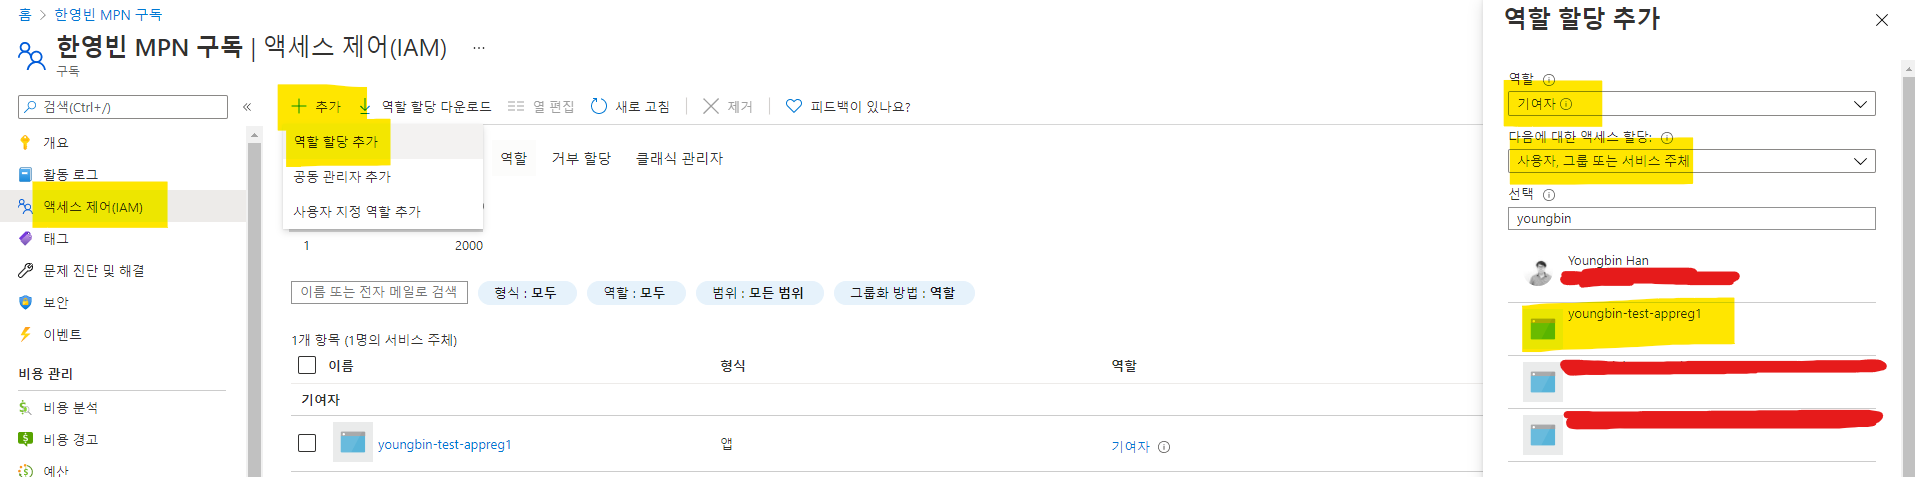 홈 > 한영빈 MPN 구독
한영빈 MPN 구독 | 액세스 제어(IAM) ...
구독
검색(Ctrl+/)
«
개요
활동 로그
액세스 제어(IAM)
태그
문제 진단 및 해결
보안
이벤트
비용 관리
비용 분석
비용 경고
예산
추가 역할 할당 다운로드 열 편집 새로 고침 제거 피드백이 있나요?
역할 할당 추가
공동 관리자 추가
사용자 지정 역할 추가
역할 거부 할당 클래식 관리자
1 2000
이름 또는 전자 메일로 검색 형식 : 모두 역할 : 모두 범위 : 모든 범위 그룹화 방법 : 역할
1개 항목 (1명의 서비스 주체)
이름 형식 역할
기여자
youngbin-test-appreg1 앱 기여자
역할 할당 추가
역할
기여자
다음에 대한 액세스 할당:
사용자, 그룹 또는 서비스 주체
선택
youngbin
Youngbin Han
youngbin-test-appreg1